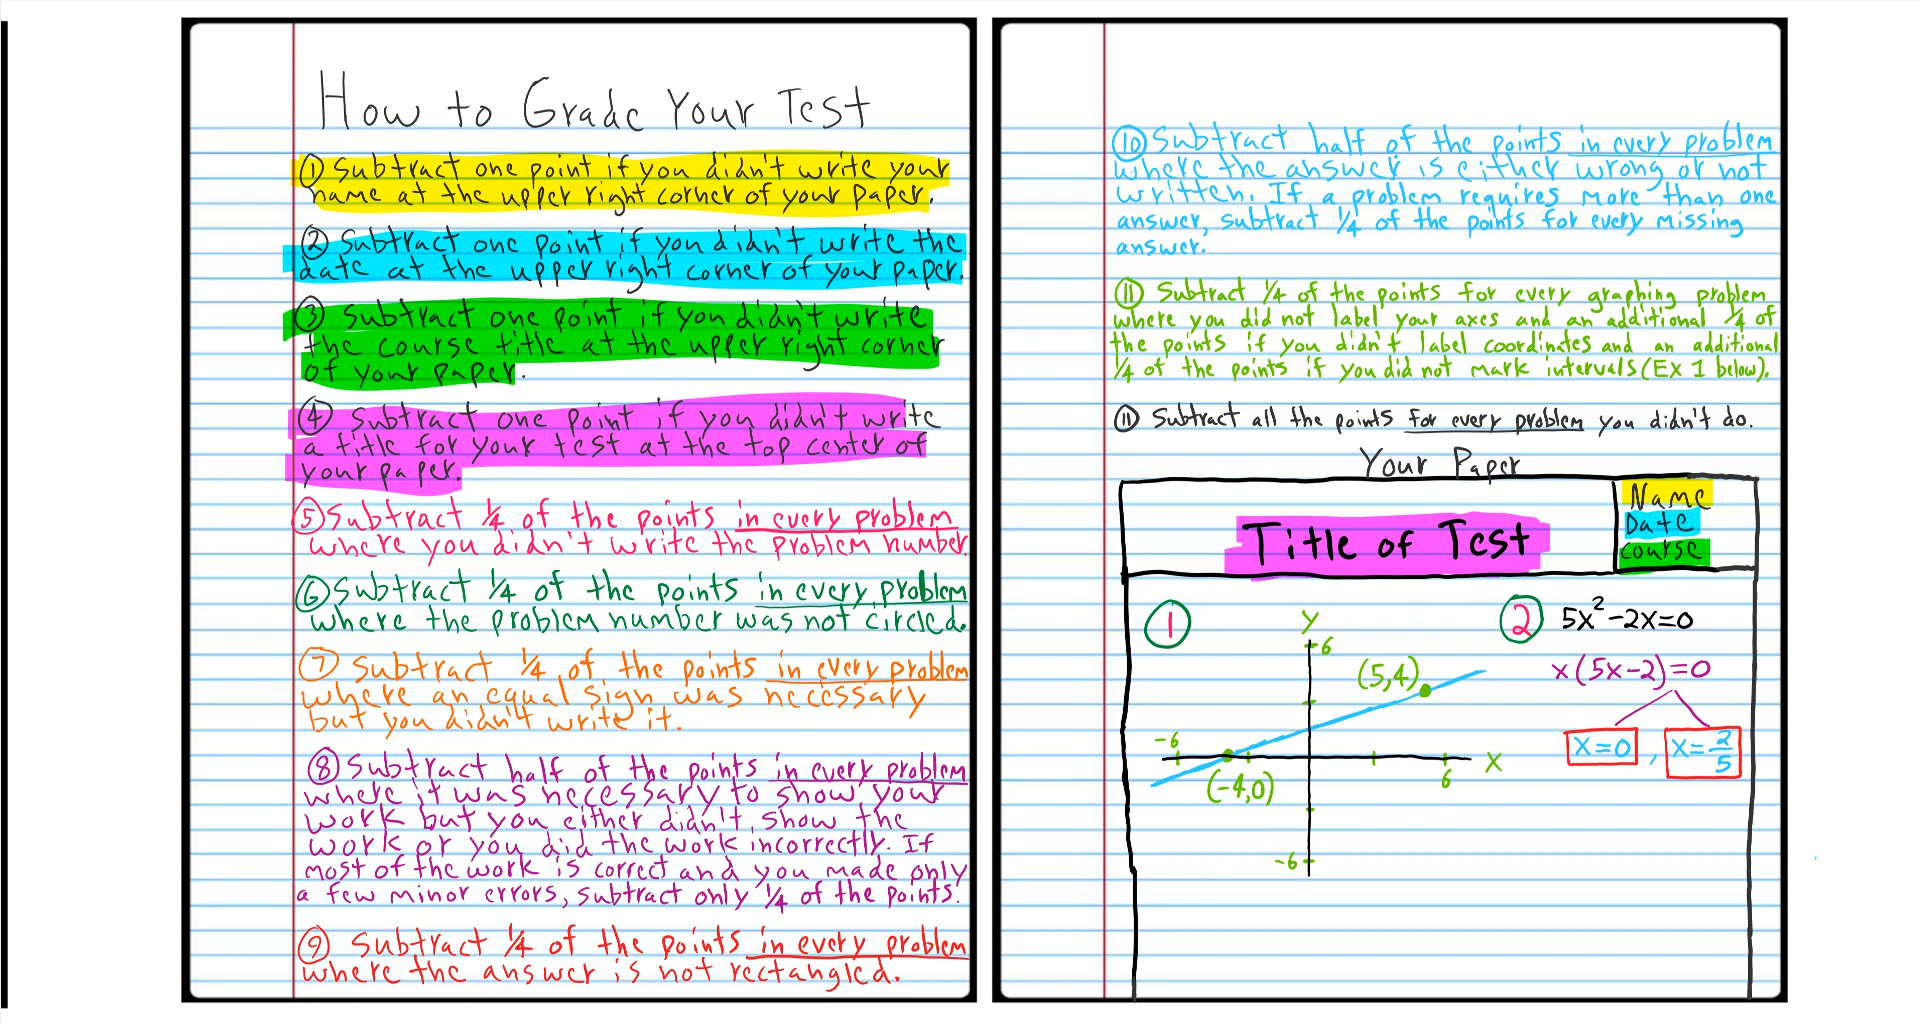 How to Grade Your Test
① Subtract one point if you didn't write your
name at the upper right corner of your paper.
② Subtract one point if you didn't write the
date at the upper right corner of your paper.
③ Subtract one point if you didn't write
the course title at the upper right corner
of your paper.
④ Subtract one point if you didn't write
a title for your test at the top center of
your paper.
⑤ Subtract ¼ of the points in every problem
where you didn't write the problem number.
⑥ Subtract ¼ of the points in every problem
where the problem number was not circled.
⑦ Subtract ¼ of the points in every problem
where an equal sign was necessary
but you didn't write it.
⑧ Subtract half of the points in every problem
where it was necessary to show your
work but you either didn't show the
work or you did the work incorrectly. If
most of the work is correct and you made only
a few minor errors, subtract only ¼ of the points.
⑨ Subtract ¼ of the points in every problem
where the answer is not rectangled.
⑩ Subtract half of the points in every problem
where the answer is either wrong or not
written. If a problem requires more than one
answer, subtract ¼ of the points for every missing
answer.
⑪ Subtract ¼ of the points for every graphing problem
where you did not label your axes and an additional ¼ of
the points if you didn't label coordinates and an additional
¼ of the points if you did not mark intervals (Ex 1 below).
⑪ Subtract all the points for every problem you didn't do.
Your Paper
Name
Date
course
Title of Test
①
y
6
(5,4)
-6
(-4,0)
6
x
-6
② 5x²-2x=0
x(5x-2)=0
x=0, x=2/5